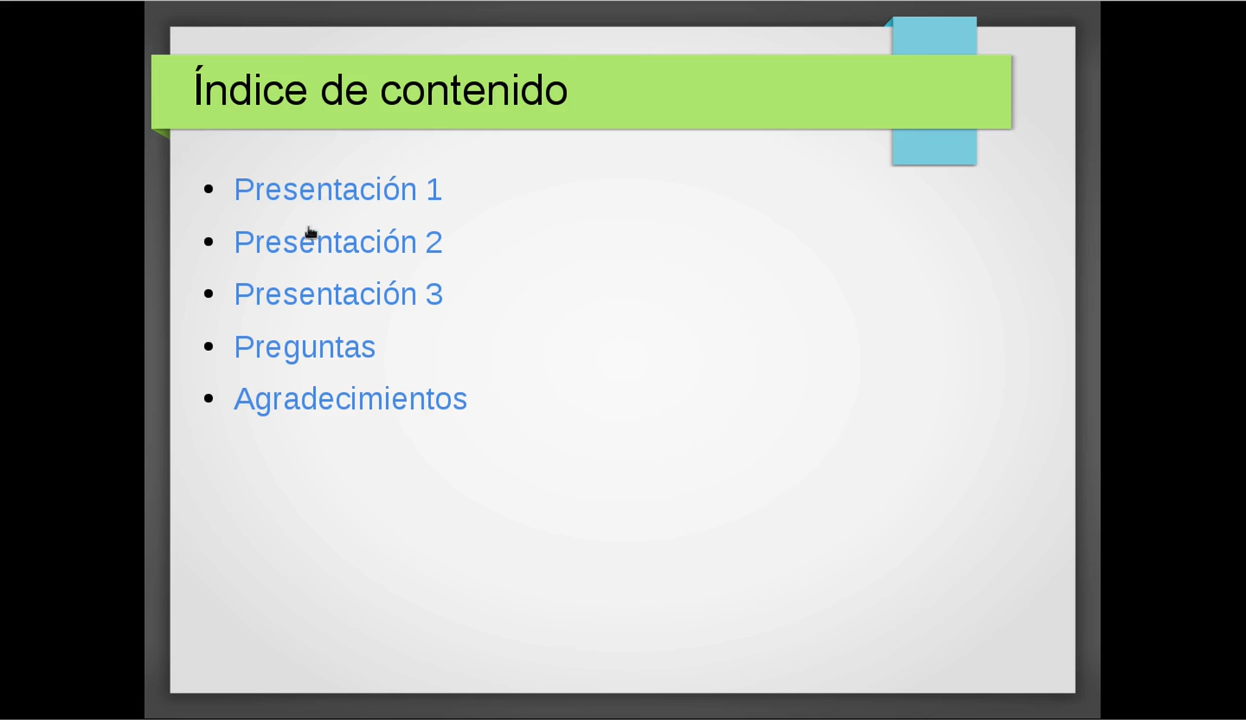 Índice de contenido
Presentación 1
Presentación 2
Presentación 3
Preguntas
Agradecimientos